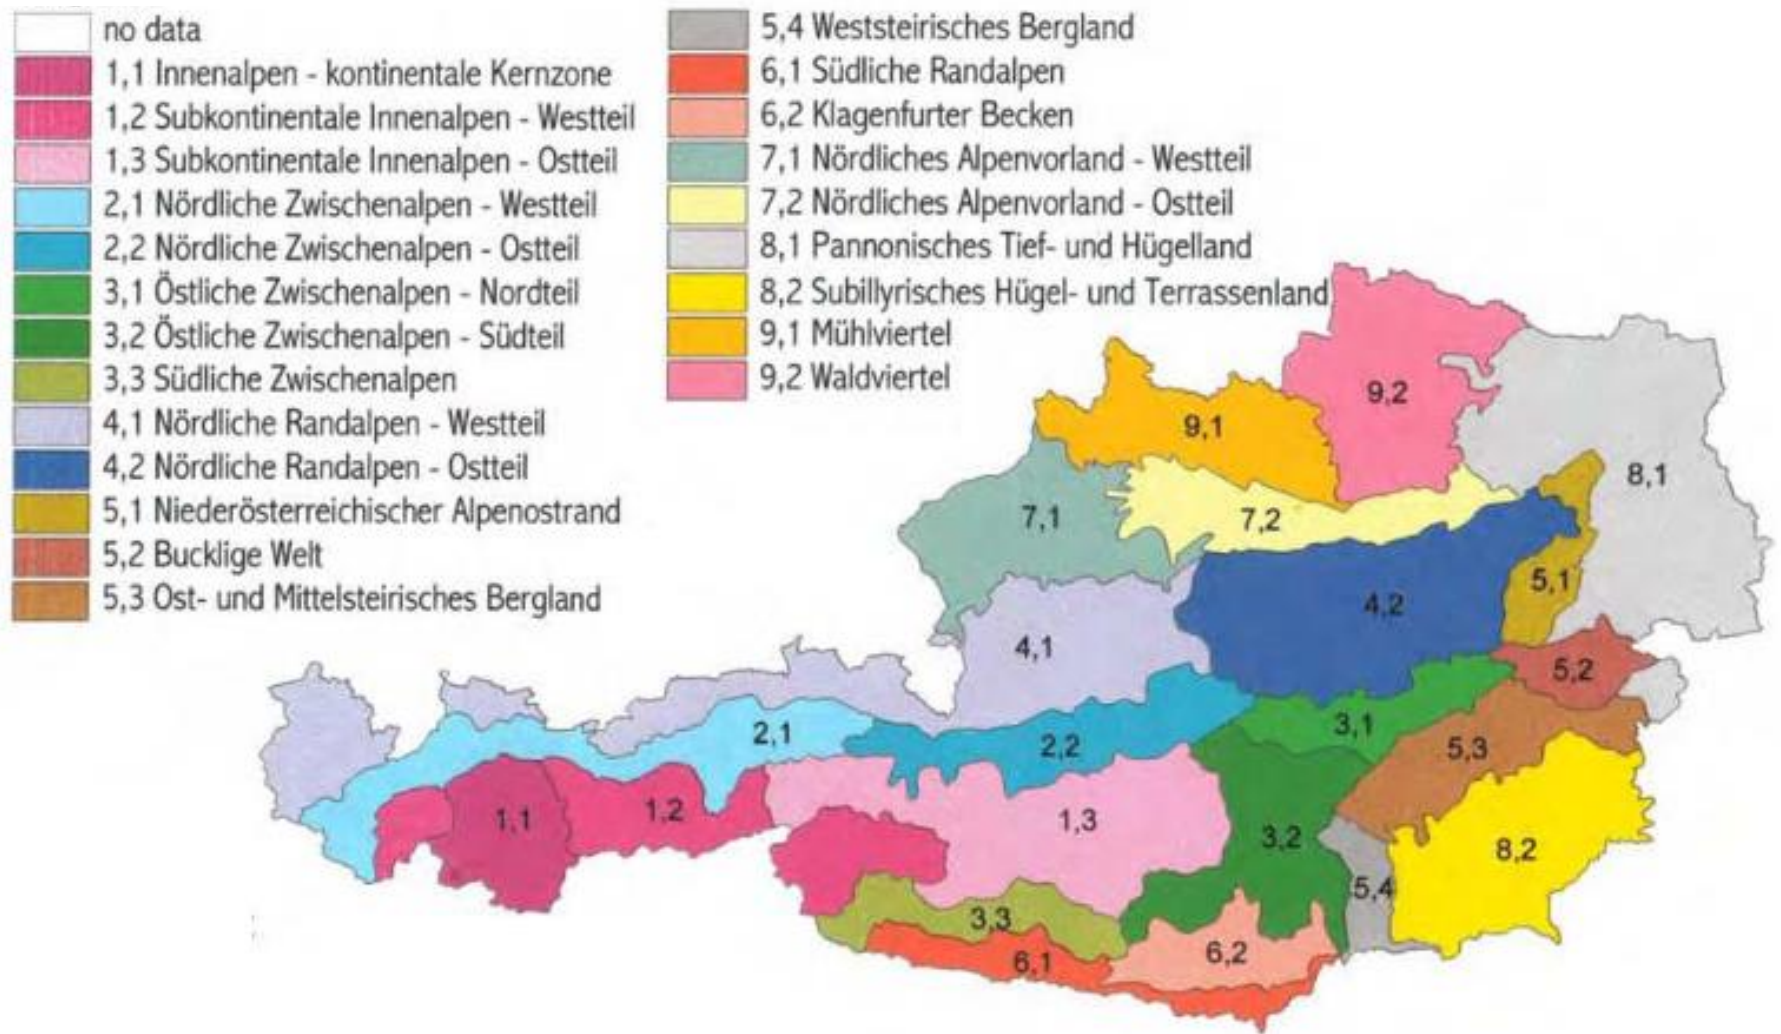 no data
1,1 Innenalpen - kontinentale Kernzone
1,2 Subkontinentale Innenalpen - Westteil
1,3 Subkontinentale Innenalpen - Ostteil
2,1 Nördliche Zwischenalpen - Westteil
2,2 Nördliche Zwischenalpen - Ostteil
3,1 Östliche Zwischenalpen - Nordteil
3,2 Östliche Zwischenalpen - Südteil
3,3 Südliche Zwischenalpen
4,1 Nördliche Randalpen - Westteil
4,2 Nördliche Randalpen - Ostteil
5,1 Niederösterreichischer Alpenostrand
5,2 Bucklige Welt
5,3 Ost- und Mittelsteirisches Bergland
5,4 Weststeirisches Bergland
6,1 Südliche Randalpen
6,2 Klagenfurter Becken
7,1 Nördliches Alpenvorland - Westteil
7,2 Nördliches Alpenvorland - Ostteil
8,1 Pannonisches Tief- und Hügelland
8,2 Subillyrisches Hügel- und Terrassenland
9,1 Mühlviertel
9,2 Waldviertel
9,2
9,1
8,1
7,1
7,2
5,1
4,2
4,1
5,2
2,1
3,1
2,2
5,3
1,1
1,2
1,3
3,2
8,2
5,4
3,3
6,2
6,1